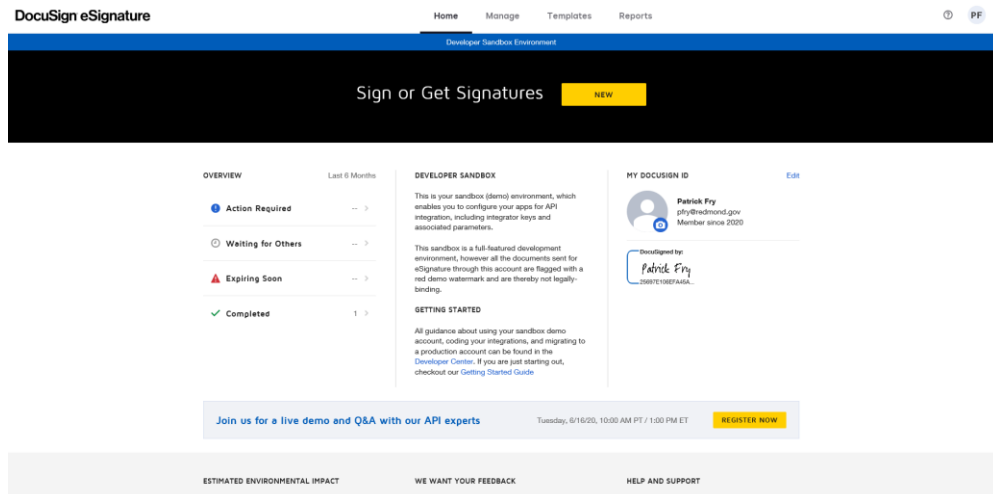 DocuSign eSignature
Home Manage Templates Reports
PF
Developer Sandbox Environment
Sign or Get Signatures NEW
OVERVIEW Last 6 Months
Action Required --
Waiting for Others --
Expiring Soon --
Completed 1
DEVELOPER SANDBOX
This is your sandbox (demo) environment, which
enables you to configure your apps for API
integration, including integrator keys and
associated parameters.
This sandbox is a full-featured development
environment, however all the documents sent for
eSignature through this account are flagged with a
red demo watermark and are thereby not legally-
binding.
GETTING STARTED
All guidance about using your sandbox demo
account, coding your integrations, and migrating to
a production account can be found in the
Developer Center. If you are just starting out,
checkout our Getting Started Guide
MY DOCUSIGN ID Edit
Patrick Fry
pfry@redmond.gov
Member since 2020
DocuSigned by:
Patrick Fry
Join us for a live demo and Q&A with our API experts Tuesday, 6/16/20, 10:00 AM PT / 1:00 PM ET REGISTER NOW
ESTIMATED ENVIRONMENTAL IMPACT WE WANT YOUR FEEDBACK HELP AND SUPPORT